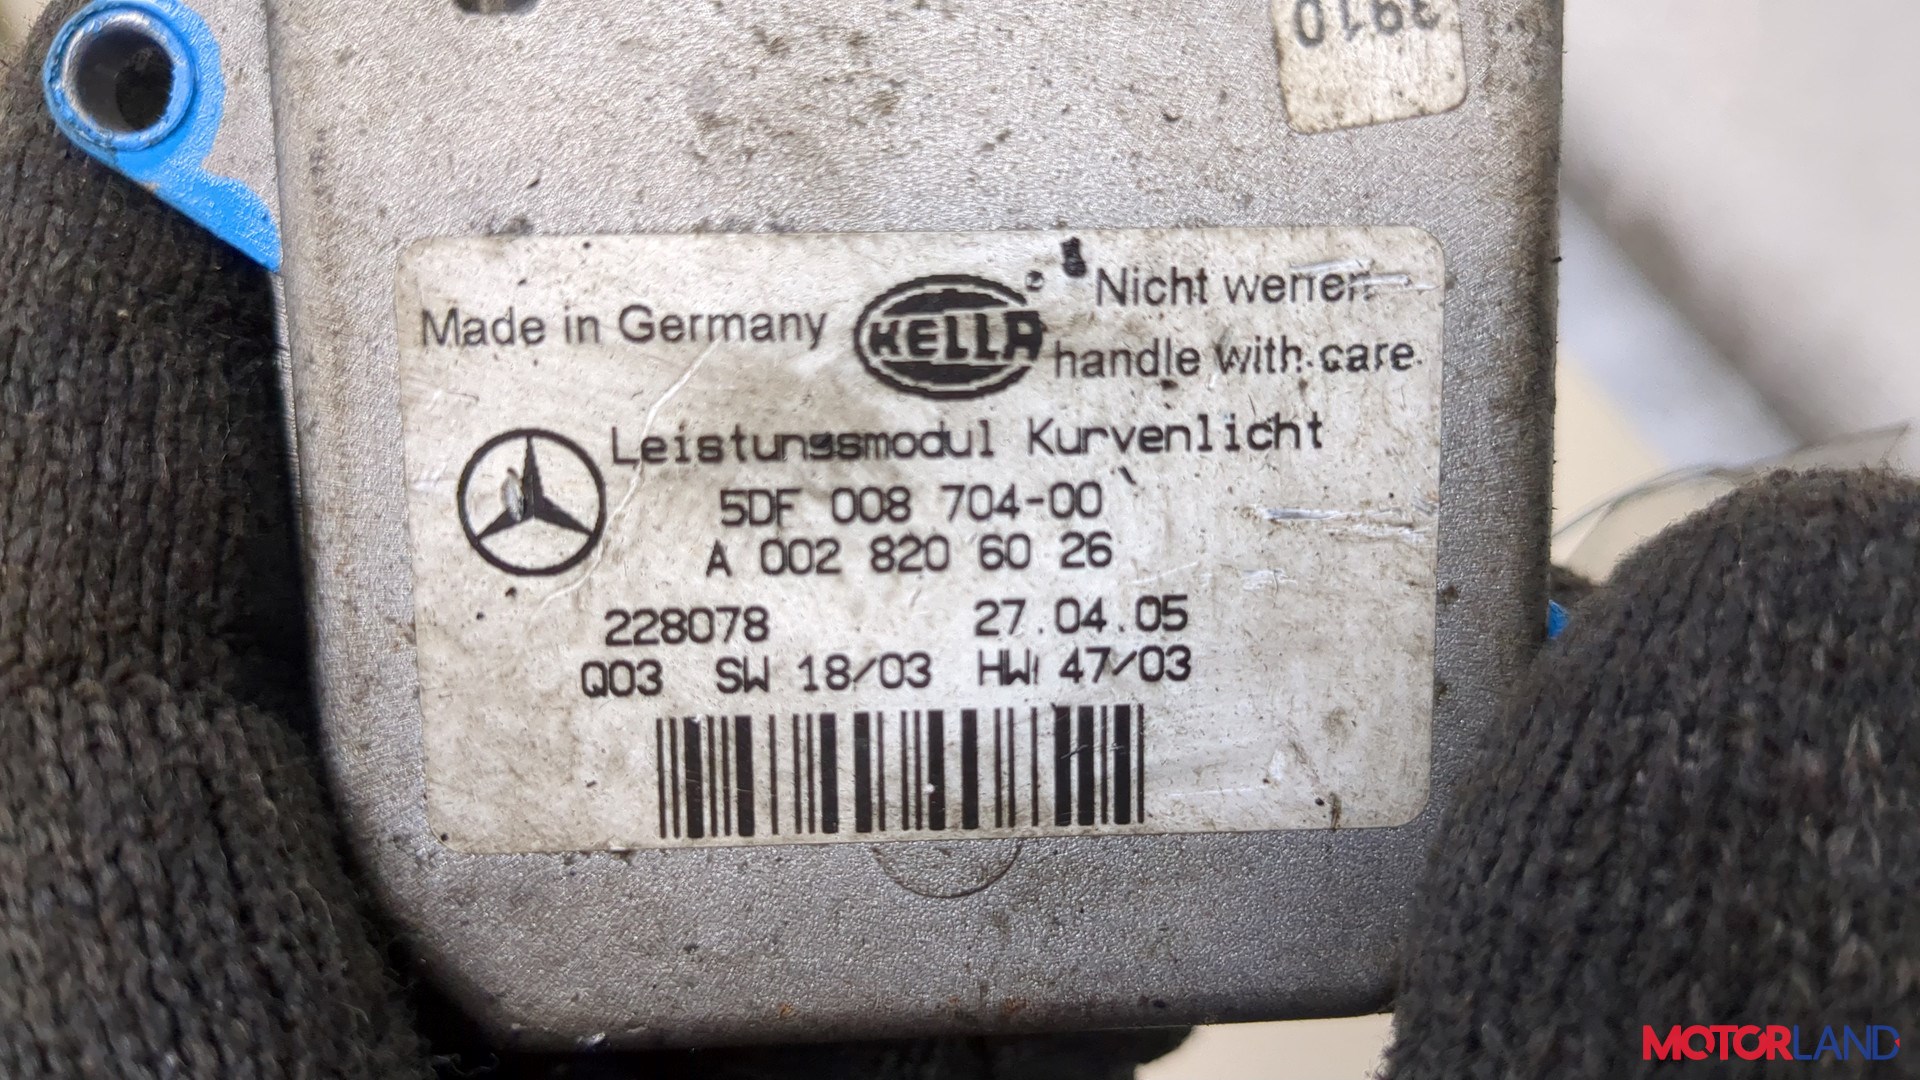 3910
Made in Germany
HELLA
®
Nicht werfen
handle with care
Leistungsmodul Kurvenlicht
5DF 008 704-00
A 002 820 60 26
228078 27.04.05
Q03 SW 18/03 HW 47/03
MOTORLAND